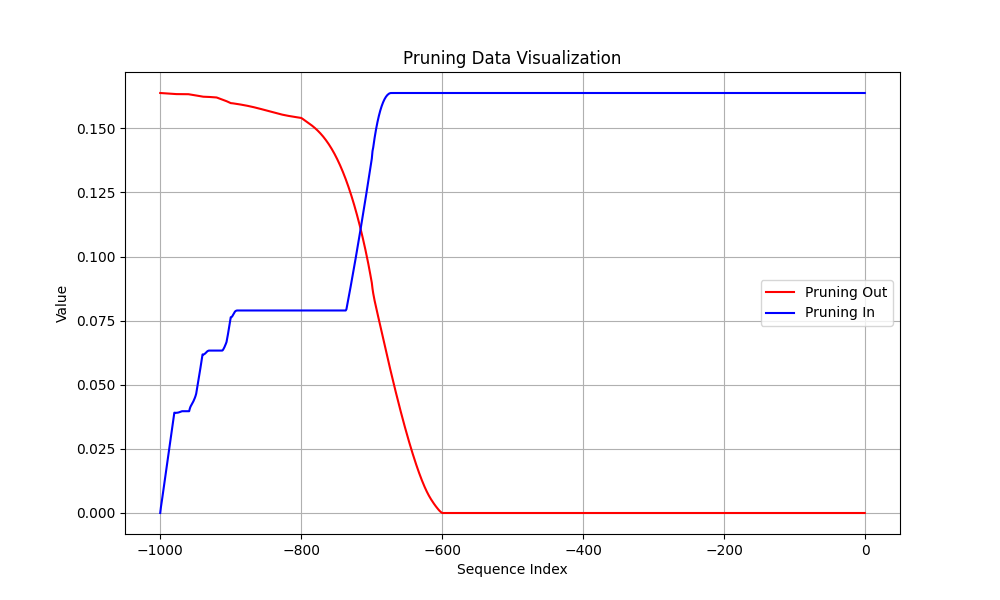 Pruning Data Visualization
Value
0.150
0.125
0.100
0.075
0.050
0.025
0.000
Pruning Out
Pruning In
−1000 −800 −600 −400 −200 0
Sequence Index